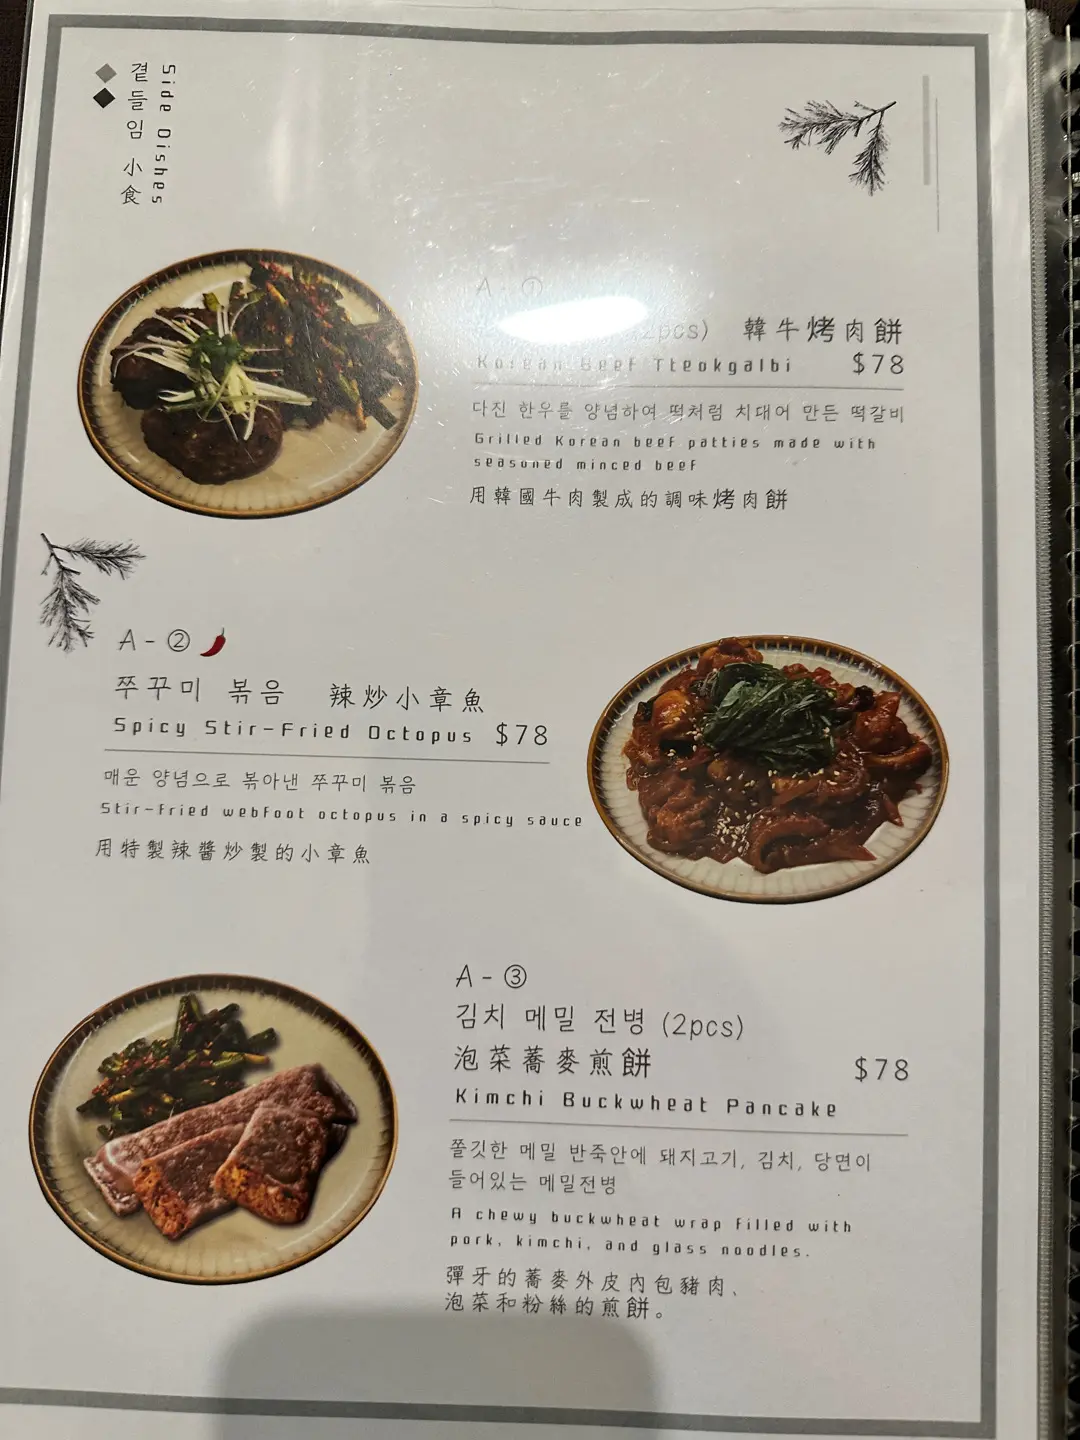 Side Dishes
곁들임 小食
A - ①
(2pcs) 韓牛烤肉餅
Korean Beef Tteokgalbi $78
다진 한우를 양념하여 떡처럼 치대어 만든 떡갈비
Grilled Korean beef patties made with
seasoned minced beef
用韓國牛肉製成的調味烤肉餅
A - ②
쭈꾸미 볶음 辣炒小章魚
Spicy Stir-Fried Octopus $78
매운 양념으로 볶아낸 쭈꾸미 볶음
Stir-fried webfoot octopus in a spicy sauce
用特製辣醬炒製的小章魚
A - ③
김치 메밀 전병 (2pcs)
泡菜蕎麥煎餅 $78
Kimchi Buckwheat Pancake
쫄깃한 메밀 반죽안에 돼지고기, 김치, 당면이
들어있는 메밀전병
A chewy buckwheat wrap filled with
pork, kimchi, and glass noodles.
彈牙的蕎麥外皮內包豬肉、
泡菜和粉絲的煎餅。